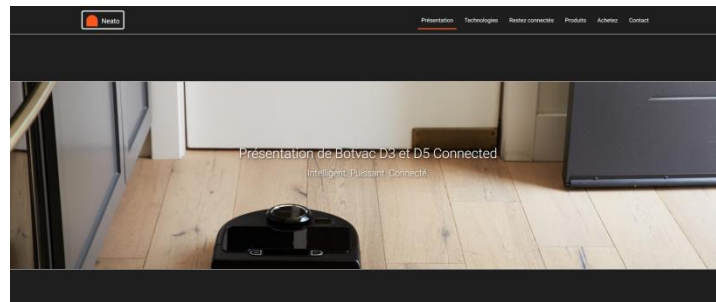 Neato
Présentation Technologies Restez connectés Produits Achetez Contact
Présentation de Botvac D3 et D5 Connected
Intelligent. Puissant. Connecté.